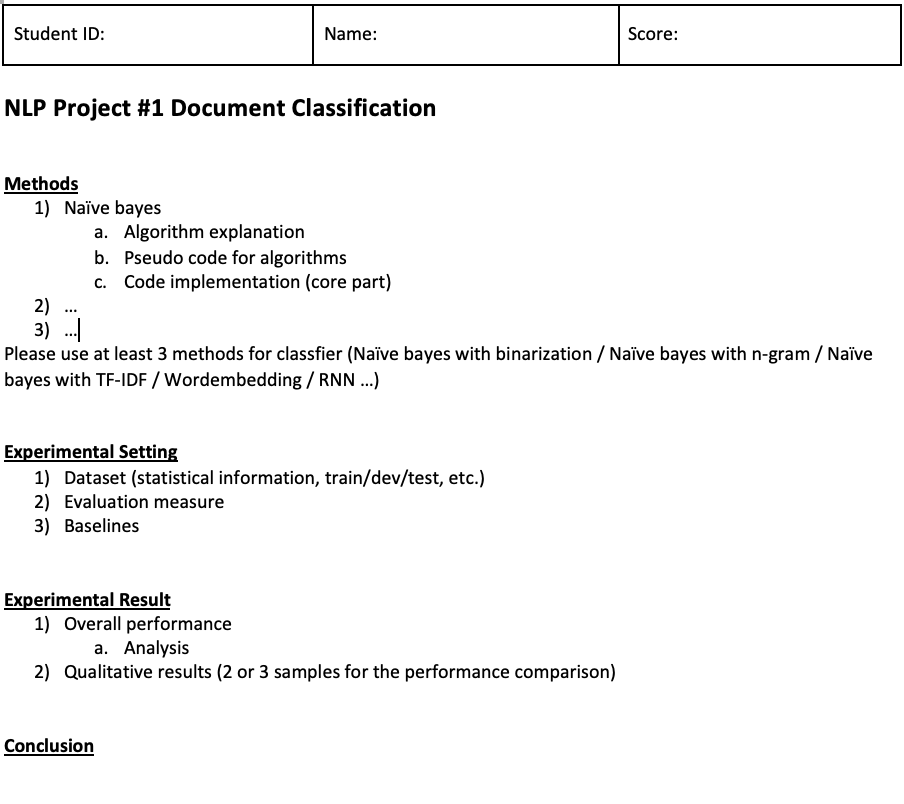 Student ID:
Name:
Score:
NLP Project #1 Document Classification
Methods
1) Naïve bayes
a. Algorithm explanation
b. Pseudo code for algorithms
c. Code implementation (core part)
2) ...
3) ...
Please use at least 3 methods for classfier (Naïve bayes with binarization / Naïve bayes with n-gram / Naïve
bayes with TF-IDF / Wordembedding / RNN ...)
Experimental Setting
1) Dataset (statistical information, train/dev/test, etc.)
2) Evaluation measure
3) Baselines
Experimental Result
1) Overall performance
a. Analysis
2) Qualitative results (2 or 3 samples for the performance comparison)
Conclusion